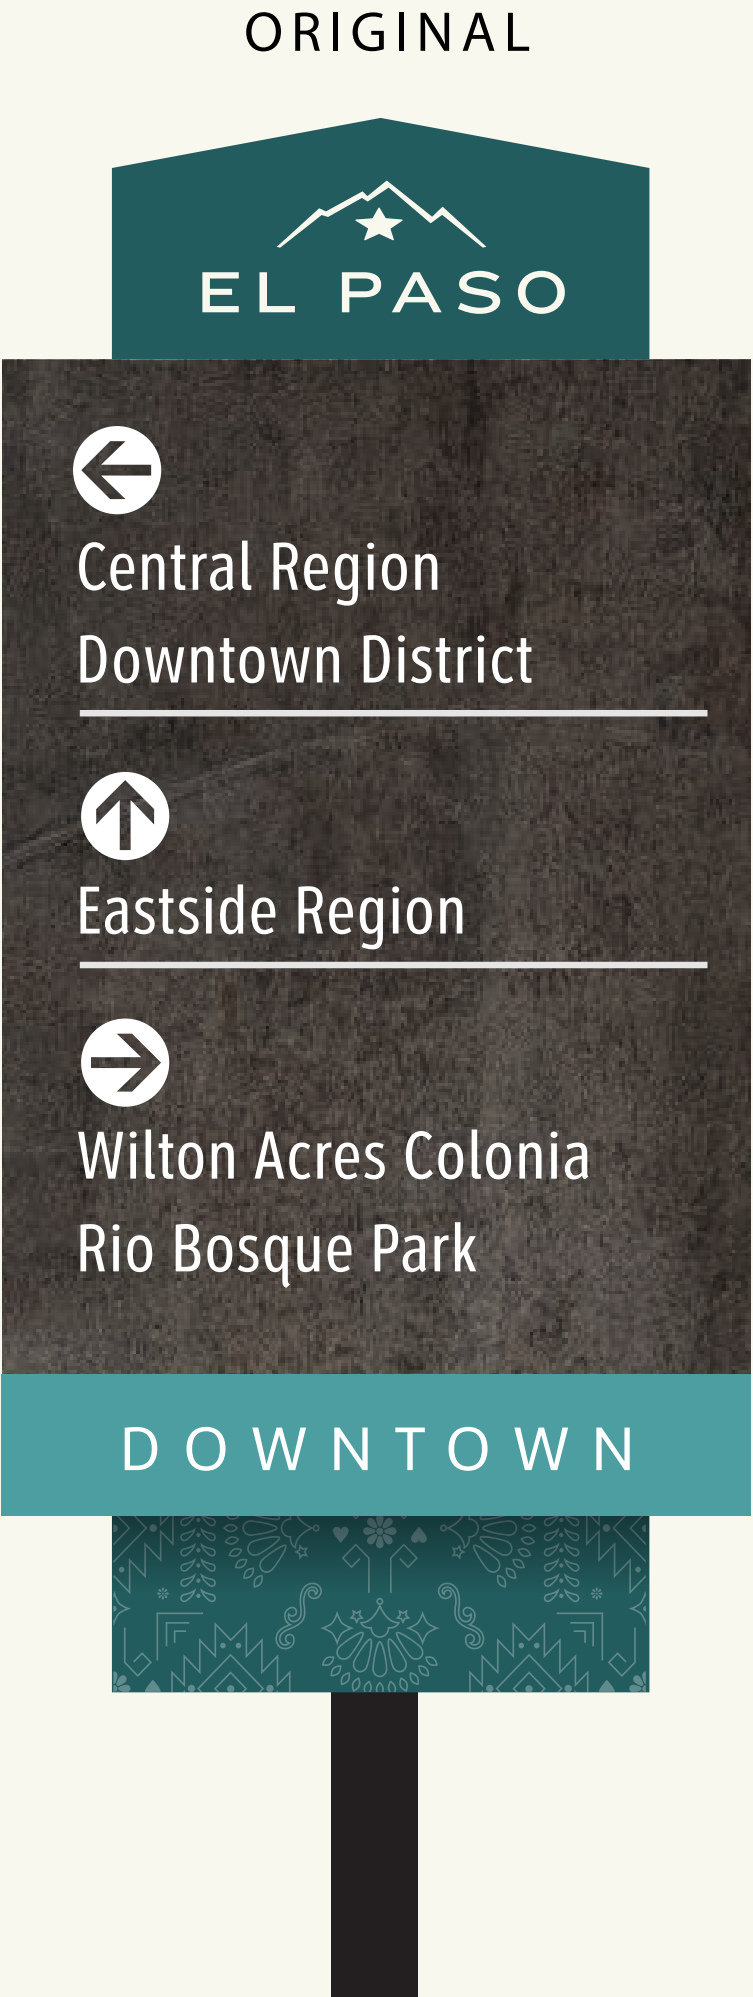 ORIGINAL
EL PASO
Central Region
Downtown District
Eastside Region
Wilton Acres Colonia
Rio Bosque Park
DOWNTOWN